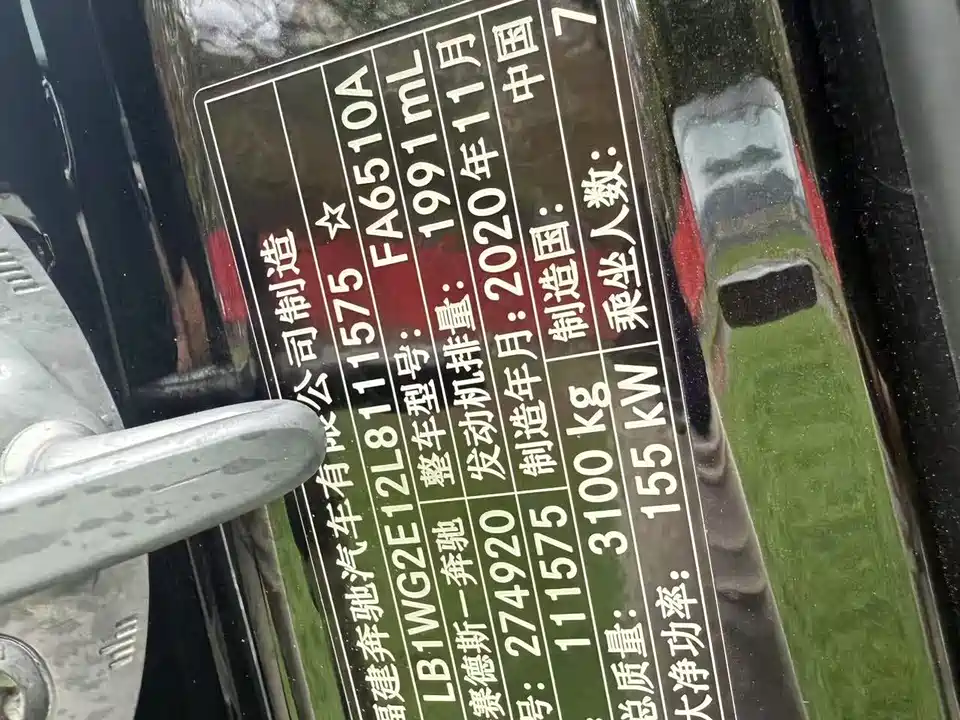 福建奔驰汽车有限公司制造
LB1WG2E12L8111575 ☆
赛德斯一奔驰 整车型号: FA6510A
号: 274920 发动机排量: 1991mL
111575 制造年月: 2020年11月
总质量: 3100 kg 制造国: 中国
大净功率: 155 kW 乘坐人数: 7